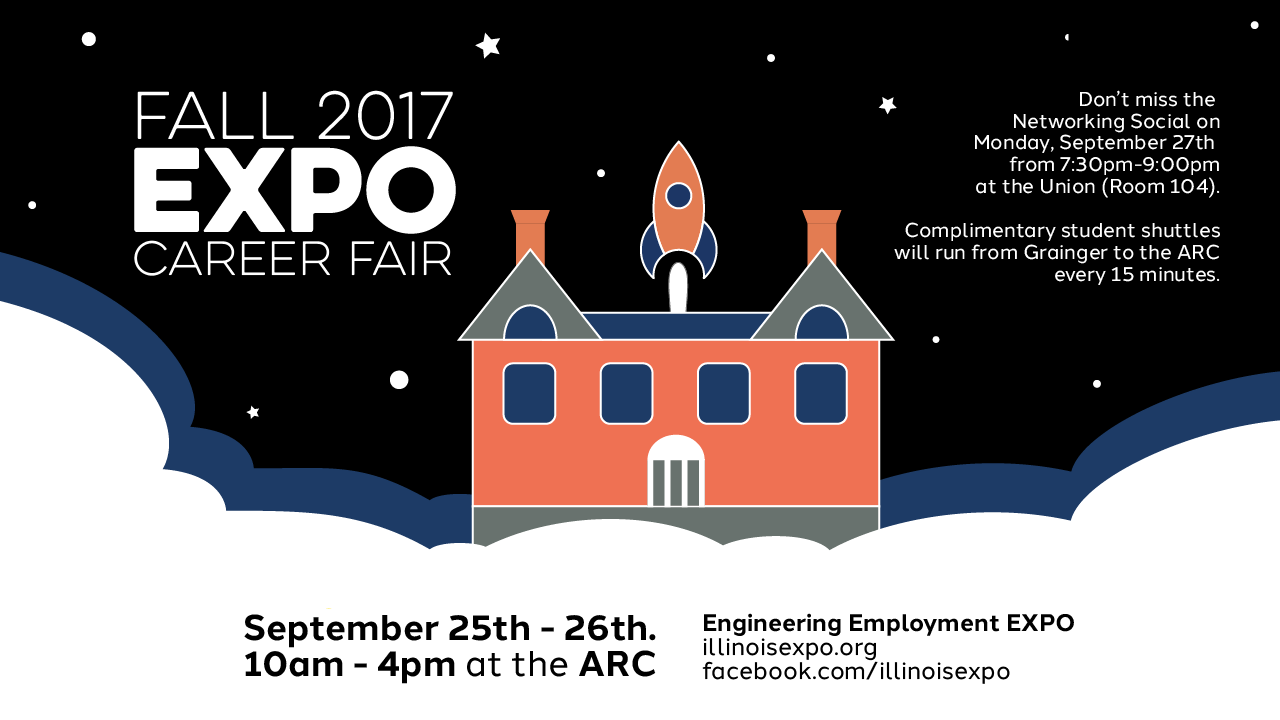 FALL 2017
EXPO
CAREER FAIR
Don't miss the
Networking Social on
Monday, September 27th
from 7:30pm-9:00pm
at the Union (Room 104).
Complimentary student shuttles
will run from Grainger to the ARC
every 15 minutes.
September 25th - 26th.
10am - 4pm at the ARC
Engineering Employment EXPO
illinoisexpo.org
facebook.com/illinoisexpo